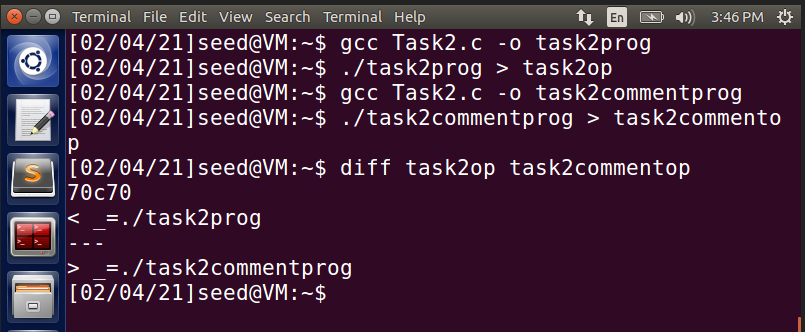 Terminal File Edit View Search Terminal Help En 3:46 PM
[02/04/21]seed@VM:~$ gcc Task2.c -o task2prog
[02/04/21]seed@VM:~$ ./task2prog > task2op
[02/04/21]seed@VM:~$ gcc Task2.c -o task2commentprog
[02/04/21]seed@VM:~$ ./task2commentprog > task2commento
p
[02/04/21]seed@VM:~$ diff task2op task2commentop
70c70
< _=./task2prog
---
> _=./task2commentprog
[02/04/21]seed@VM:~$